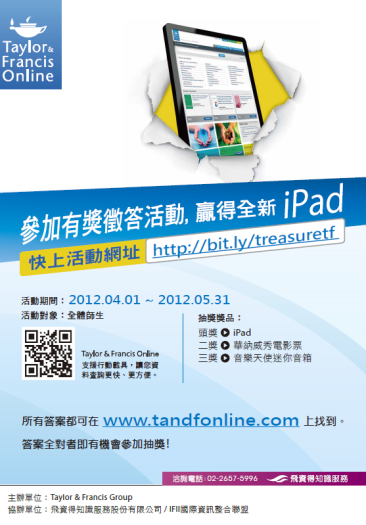 Taylor &
Francis
Online
參加有獎徵答活動, 贏得全新 iPad
快上活動網址 http://bit.ly/treasuretf
活動期間：2012.04.01 ~ 2012.05.31
活動對象：全體師生
Taylor & Francis Online
支援行動載具，讓您資
料查詢更快、更方便。
抽獎獎品：
頭獎 iPad
二獎 華納威秀電影票
三獎 音樂天使迷你音箱
所有答案都可在 www.tandfonline.com 上找到。
答案全對者即有機會參加抽獎!
洽詢電話：02-2657-5996 飛資得知識服務
主辦單位：Taylor & Francis Group
協辦單位：飛資得知識服務股份有限公司 / IFII國際資訊整合聯盟